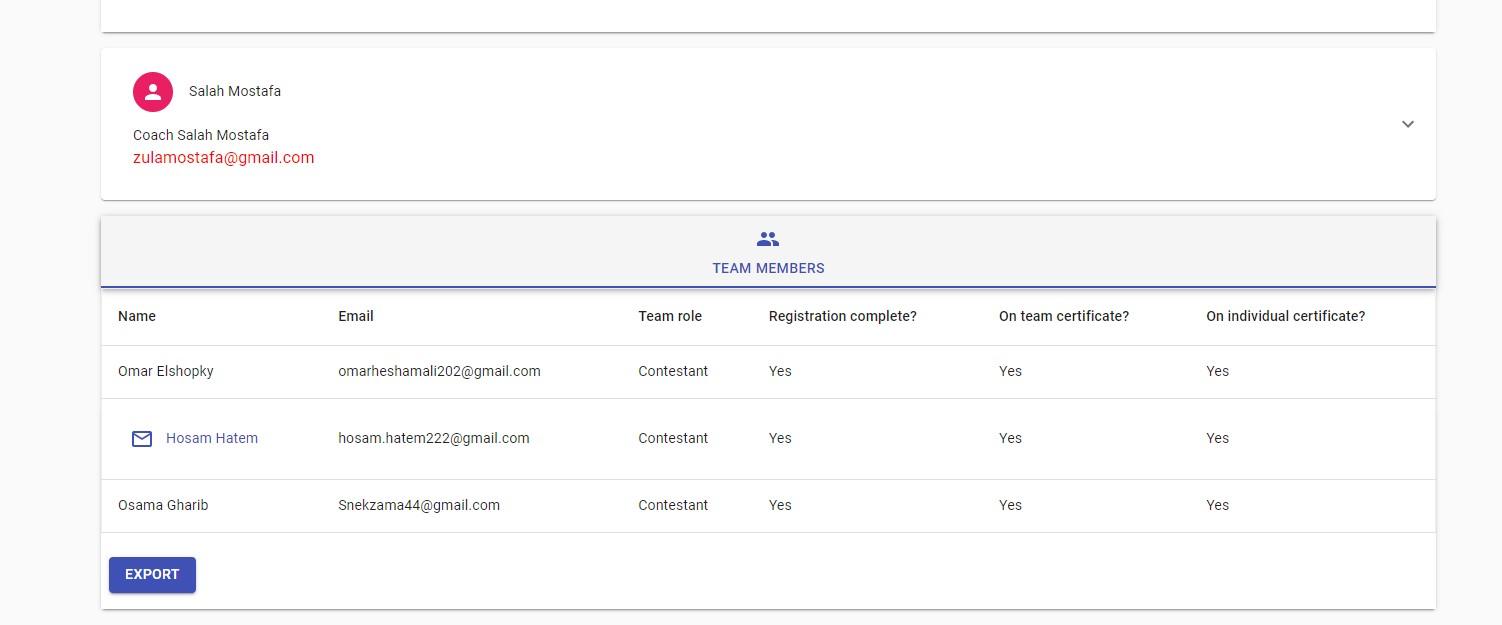 Salah Mostafa
Coach Salah Mostafa
zulamostafa@gmail.com
TEAM MEMBERS
Name Email Team role Registration complete? On team certificate? On individual certificate?
Omar Elshopky omarheshamali202@gmail.com Contestant Yes Yes Yes
Hosam Hatem hosam.hatem222@gmail.com Contestant Yes Yes Yes
Osama Gharib Snekzama44@gmail.com Contestant Yes Yes Yes
EXPORT